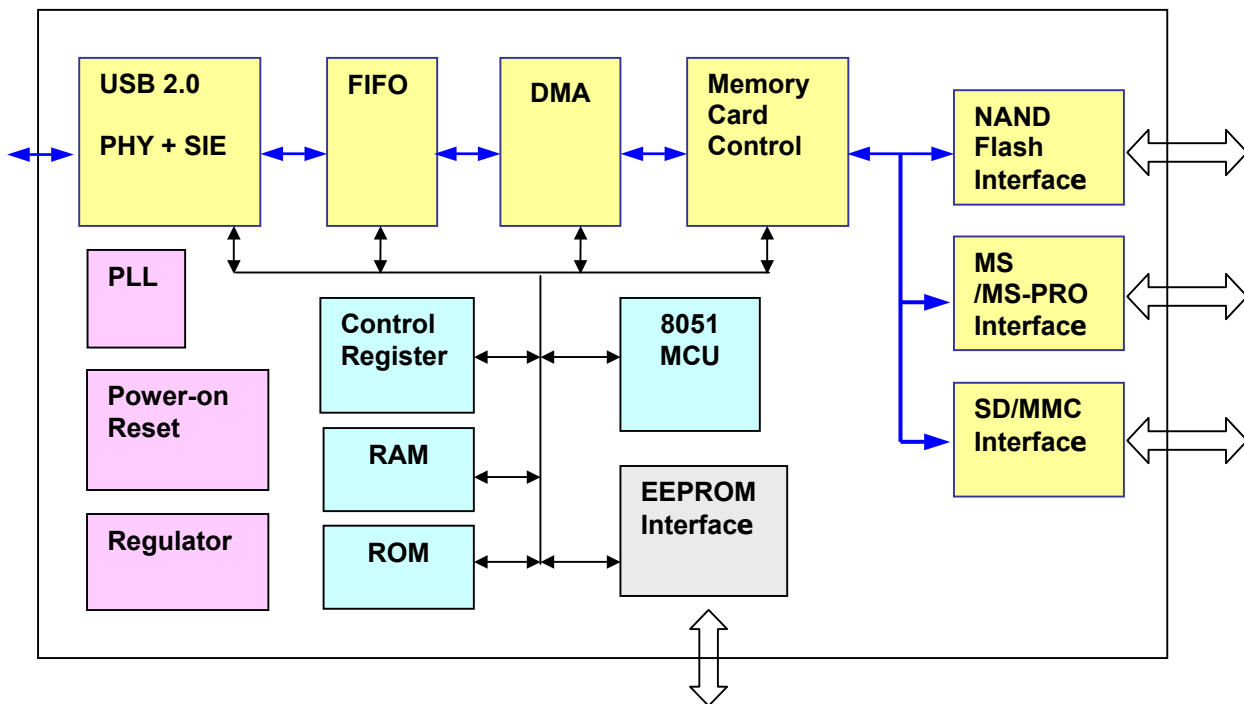 USB 2.0
PHY + SIE
FIFO
DMA
Memory
Card
Control
NAND
Flash
Interface
PLL
MS
/MS-PRO
Interface
Control
Register
8051
MCU
Power-on
Reset
SD/MMC
Interface
RAM
EEPROM
Interface
Regulator
ROM